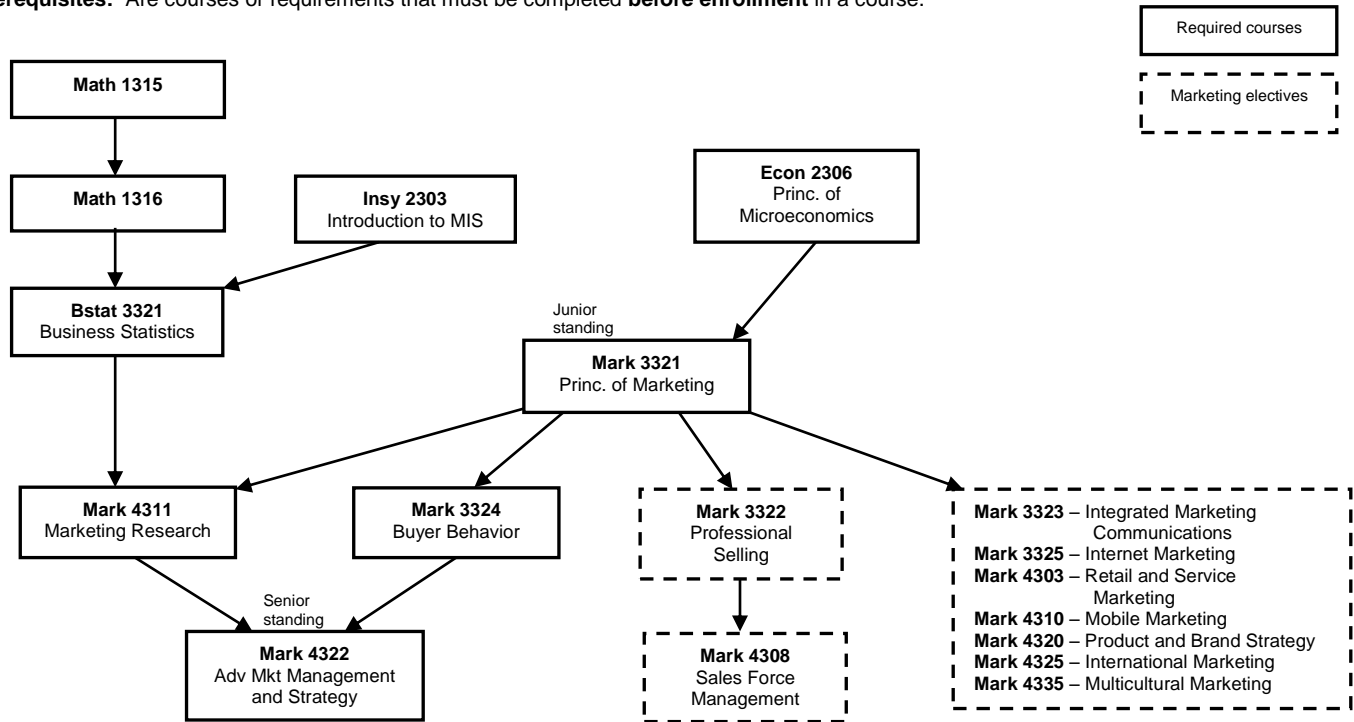 erequisites: Are courses or requirements that must be completed before enrollment in a course.
Required courses
Marketing electives
Math 1315
Math 1316
Insy 2303
Introduction to MIS
Econ 2306
Princ. of
Microeconomics
Bstat 3321
Business Statistics
Junior
standing
Mark 3321
Princ. of Marketing
Mark 4311
Marketing Research
Mark 3324
Buyer Behavior
Mark 3322
Professional
Selling
Mark 3323 – Integrated Marketing
Communications
Mark 3325 – Internet Marketing
Mark 4303 – Retail and Service
Marketing
Mark 4310 – Mobile Marketing
Mark 4320 – Product and Brand Strategy
Mark 4325 – International Marketing
Mark 4335 – Multicultural Marketing
Senior
standing
Mark 4322
Adv Mkt Management
and Strategy
Mark 4308
Sales Force
Management